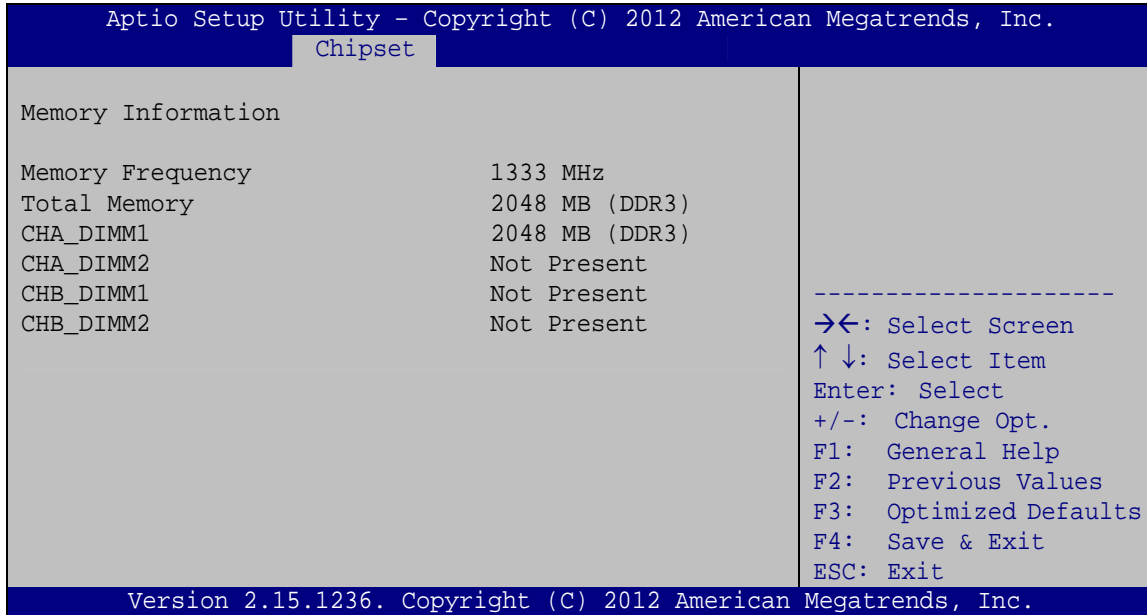 Aptio Setup Utility – Copyright (C) 2012 American Megatrends, Inc.
Chipset
Memory Information
Memory Frequency 1333 MHz
Total Memory 2048 MB (DDR3)
CHA_DIMM1 2048 MB (DDR3)
CHA_DIMM2 Not Present
CHB_DIMM1 Not Present
CHB_DIMM2 Not Present
---------------------
→←: Select Screen
↑ ↓: Select Item
Enter: Select
+/-: Change Opt.
F1: General Help
F2: Previous Values
F3: Optimized Defaults
F4: Save & Exit
ESC: Exit
Version 2.15.1236. Copyright (C) 2012 American Megatrends, Inc.